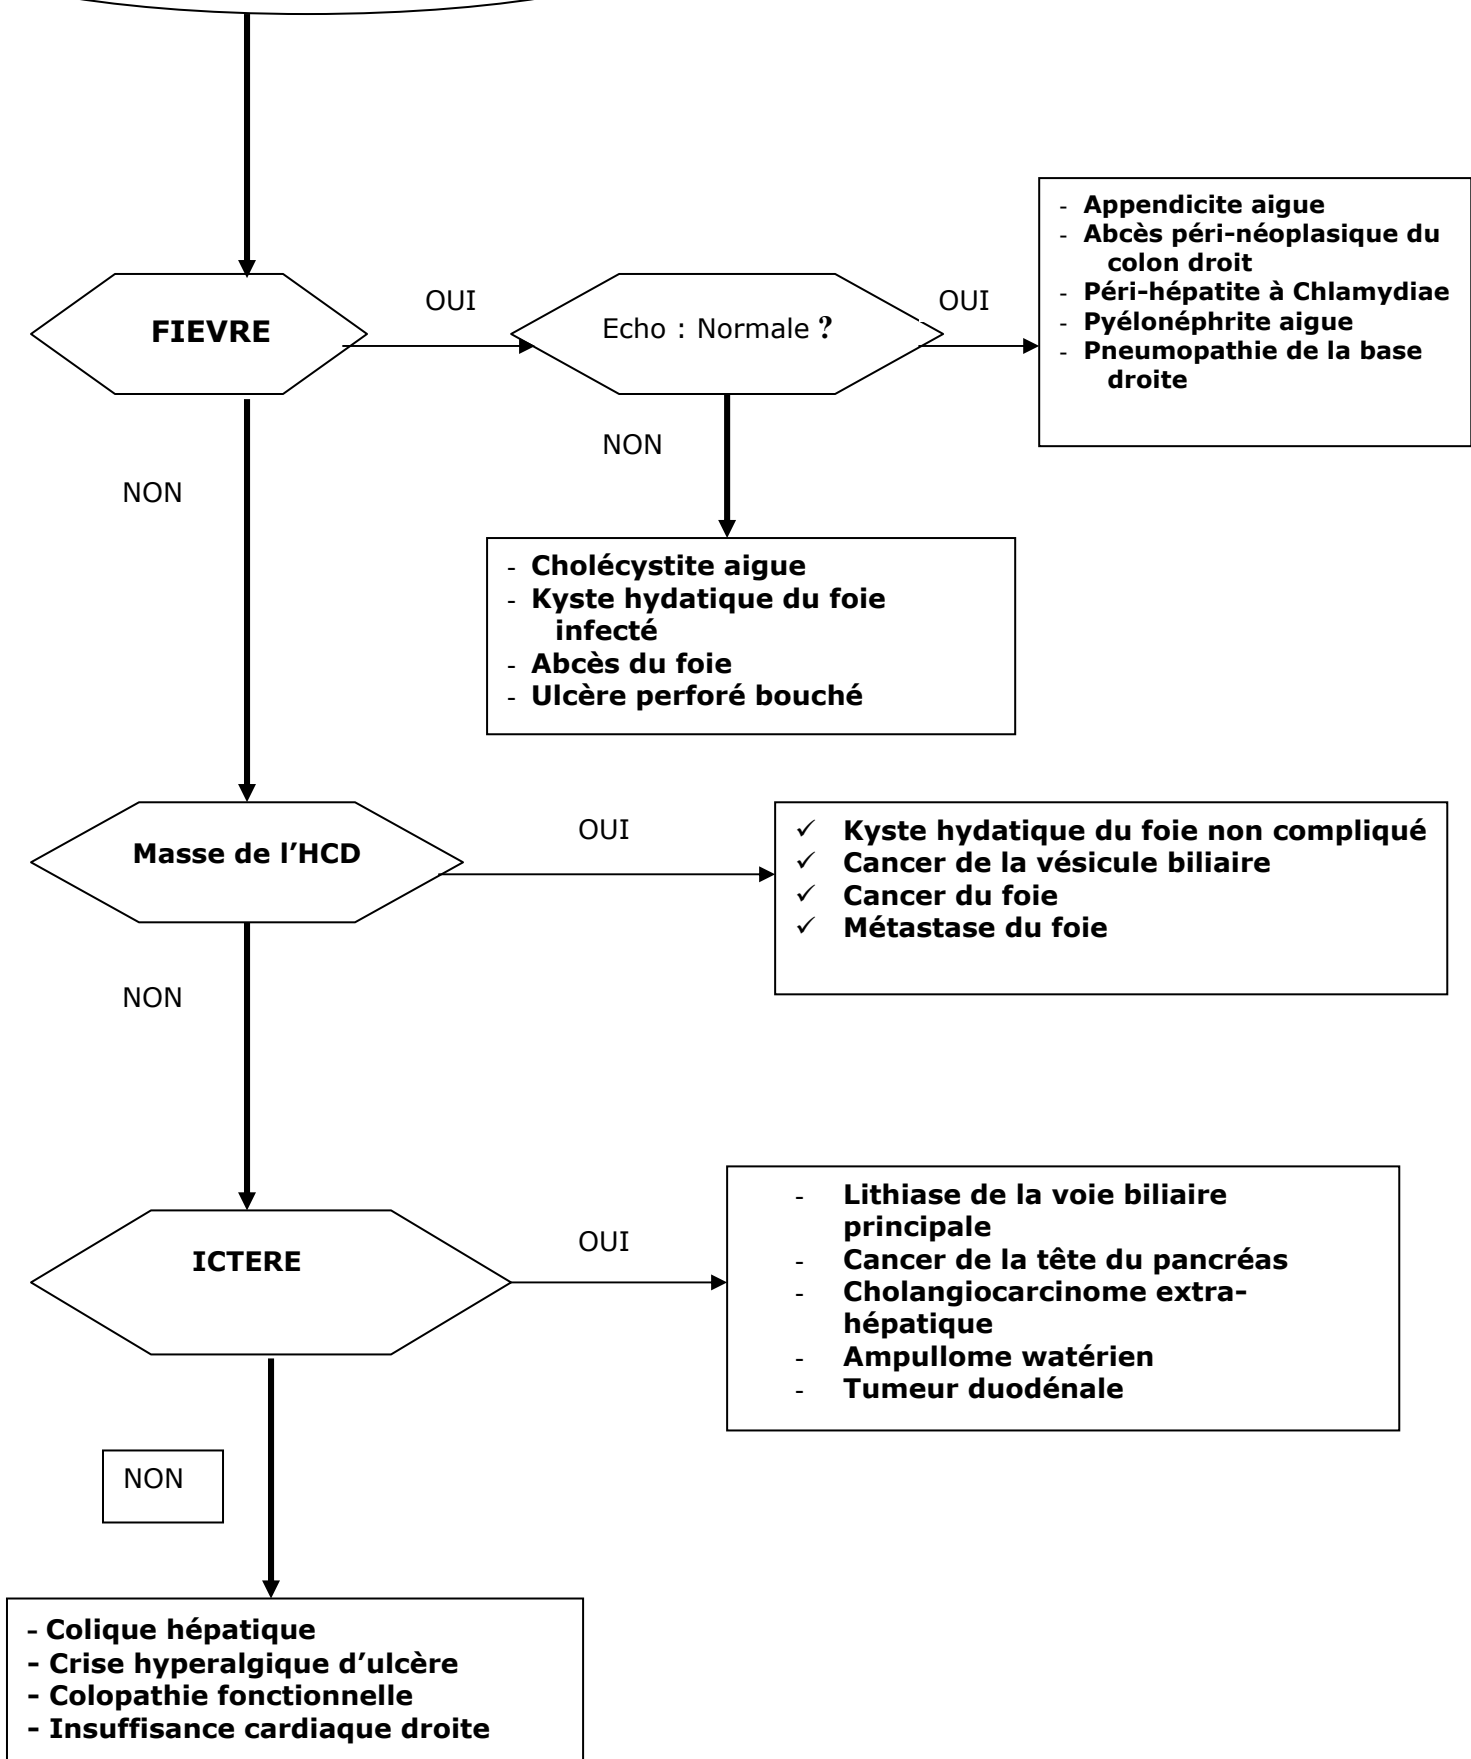 - Appendicite aigue
- Abcès péri-néoplasique du
colon droit
- Péri-hépatite à Chlamydiae
- Pyélonéphrite aigue
- Pneumopathie de la base
droite
FIEVRE
OUI
Echo : Normale ?
OUI
NON
NON
- Cholécystite aigue
- Kyste hydatique du foie
infecté
- Abcès du foie
- Ulcère perforé bouché
Masse de l’HCD
OUI
✓ Kyste hydatique du foie non compliqué
✓ Cancer de la vésicule biliaire
✓ Cancer du foie
✓ Métastase du foie
NON
ICTERE
OUI
- Lithiase de la voie biliaire
principale
- Cancer de la tête du pancréas
- Cholangiocarcinome extra-
hépatique
- Ampullome watérien
- Tumeur duodénale
NON
- Colique hépatique
- Crise hyperalgique d’ulcère
- Colopathie fonctionnelle
- Insuffisance cardiaque droite